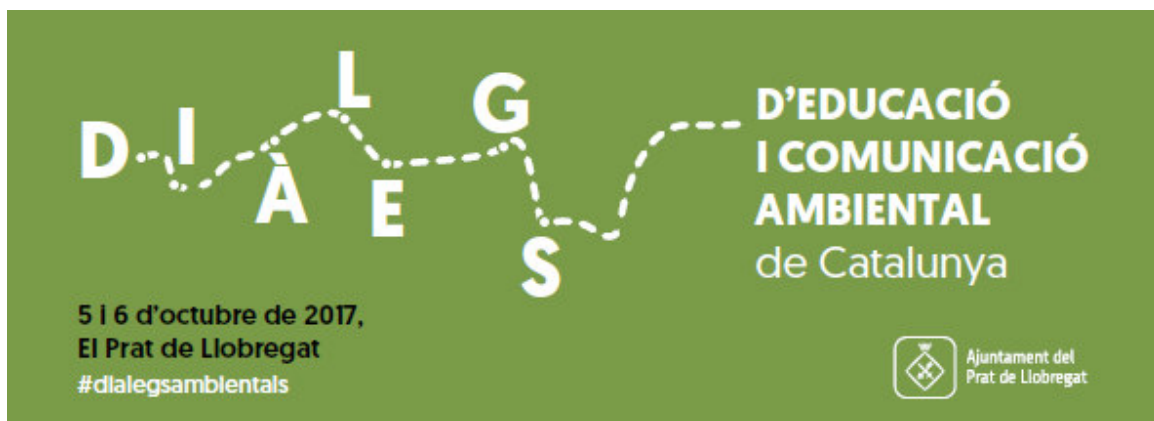 DIÀLEGS
D'EDUCACIÓ
I COMUNICACIÓ
AMBIENTAL
de Catalunya
5 i 6 d'octubre de 2017,
El Prat de Llobregat
#dialegsambientals
Ajuntament del
Prat de Llobregat